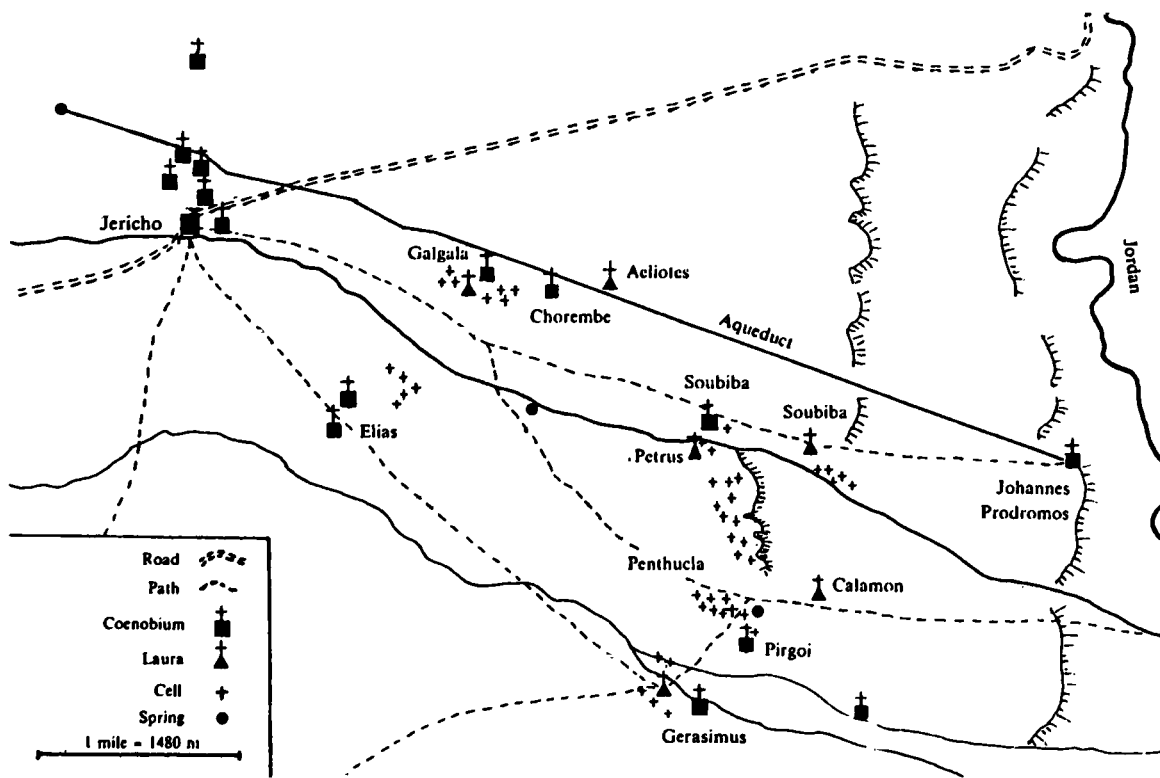 Jericho
Galgala
Aeliotes
Chorembe
Aqueduct
Jordan
Soubiba
Soubiba
Elias
Petrus
Johannes
Prodromos
Penthucla
Calamon
Pirgoi
Gerasimus
Road
Path
Coenobium
Laura
Cell
Spring
1 mile = 1480 m